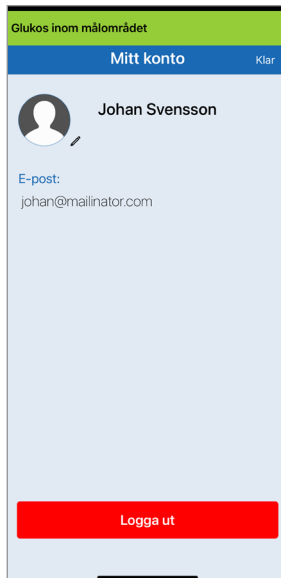 Glukos inom målområdet
Mitt konto
Klar
Johan Svensson
E-post:
johan@mailinator.com
Logga ut